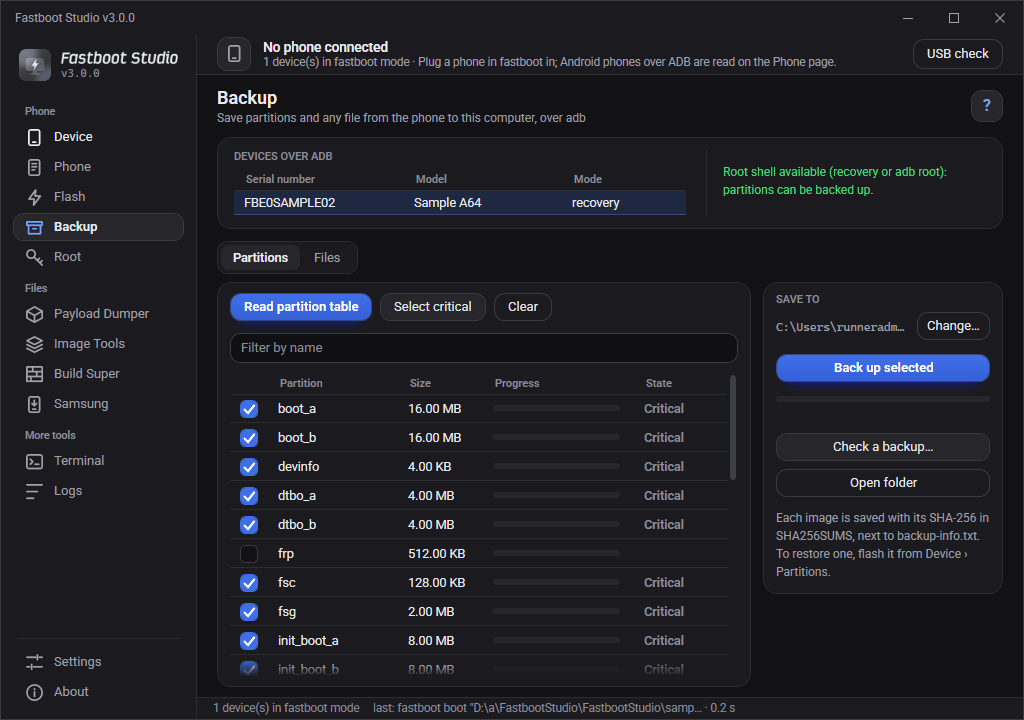 Fastboot Studio v3.0.0
Fastboot Studio
v3.0.0
Phone
Device
Phone
Flash
Backup
Root
Files
Payload Dumper
Image Tools
Build Super
Samsung
More tools
Terminal
Logs
Settings
About
No phone connected
1 device(s) in fastboot mode · Plug a phone in fastboot in; Android phones over ADB are read on the Phone page.
USB check
Backup
Save partitions and any file from the phone to this computer, over adb
?
DEVICES OVER ADB
Serial number Model Mode
FBE0SAMPLE02 Sample A64 recovery
Root shell available (recovery or adb root):
partitions can be backed up.
Partitions Files
Read partition table Select critical Clear
Filter by name
Partition Size Progress State
boot_a 16.00 MB Critical
boot_b 16.00 MB Critical
devinfo 4.00 KB Critical
dtbo_a 4.00 MB Critical
dtbo_b 4.00 MB Critical
frp 512.00 KB
fsc 128.00 KB Critical
fsg 2.00 MB Critical
init_boot_a 8.00 MB Critical
init_boot_b 8.00 MB Critical
SAVE TO
C:\Users\runneradm… Change…
Back up selected
Check a backup…
Open folder
Each image is saved with its SHA-256 in
SHA256SUMS, next to backup-info.txt.
To restore one, flash it from Device ›
Partitions.
1 device(s) in fastboot mode last: fastboot boot "D:\a\FastbootStudio\FastbootStudio\samp… · 0.2 s